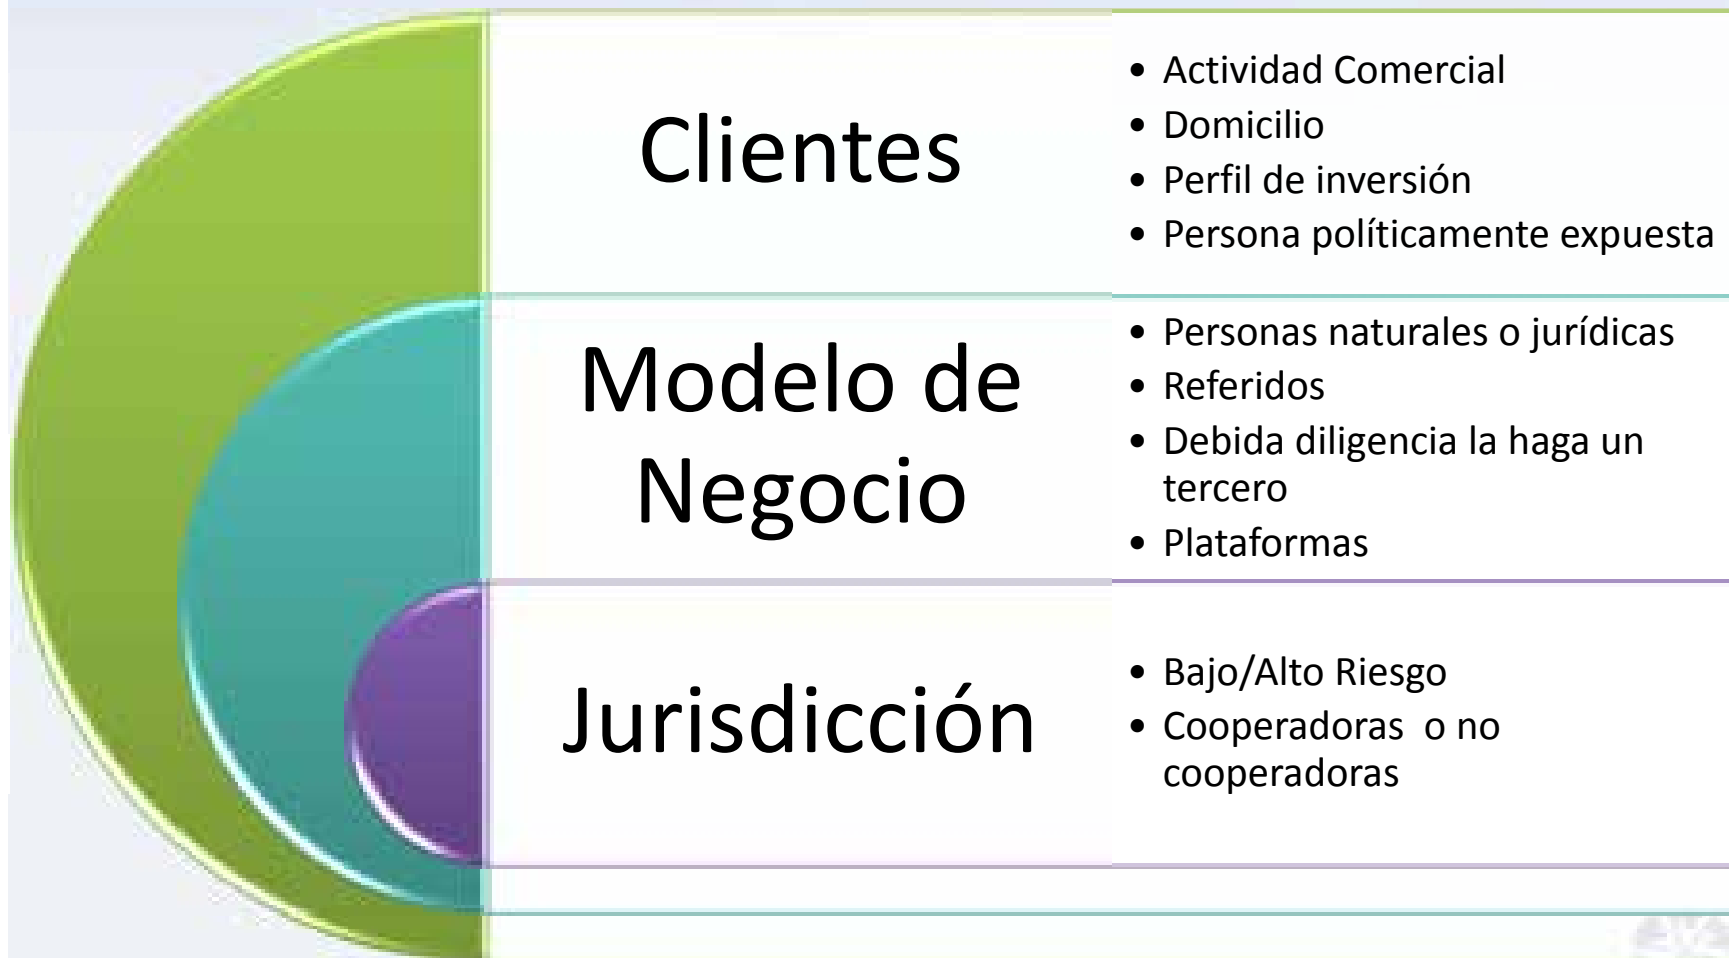 Clientes
• Actividad Comercial
• Domicilio
• Perfil de inversión
• Persona políticamente expuesta
Modelo de
Negocio
• Personas naturales o jurídicas
• Referidos
• Debida diligencia la haga un
tercero
• Plataformas
Jurisdicción
• Bajo/Alto Riesgo
• Cooperadoras  o no
cooperadoras